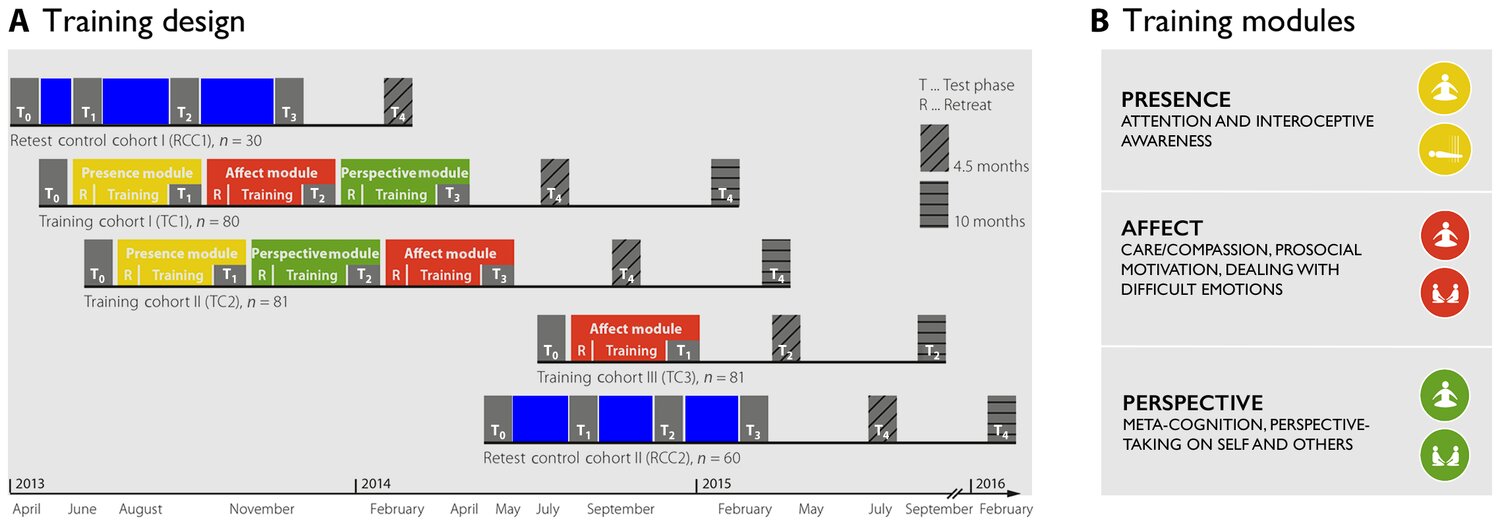 A Training design
T0 T1 T2 T3 T4
Retest control cohort I (RCC1), n = 30
T ... Test phase
R ... Retreat
4.5 months
10 months
Presence module Affect module Perspective module
T0 R Training T1 R Training T2 R Training T3 T4 T4
Training cohort I (TC1), n = 80
Presence module Perspective module Affect module
T0 R Training T1 R Training T2 R Training T3 T4 T4
Training cohort II (TC2), n = 81
Affect module
T0 R Training T1 T2 T2
Training cohort III (TC3), n = 81
T0 T1 T2 T3 T4 T4
Retest control cohort II (RCC2), n = 60
2013 2014 2015 2016
April June August November February April May July September February May July September February
B Training modules
PRESENCE
ATTENTION AND INTEROCEPTIVE
AWARENESS
AFFECT
CARE/COMPASSION, PROSOCIAL
MOTIVATION, DEALING WITH
DIFFICULT EMOTIONS
PERSPECTIVE
META-COGNITION, PERSPECTIVE-
TAKING ON SELF AND OTHERS